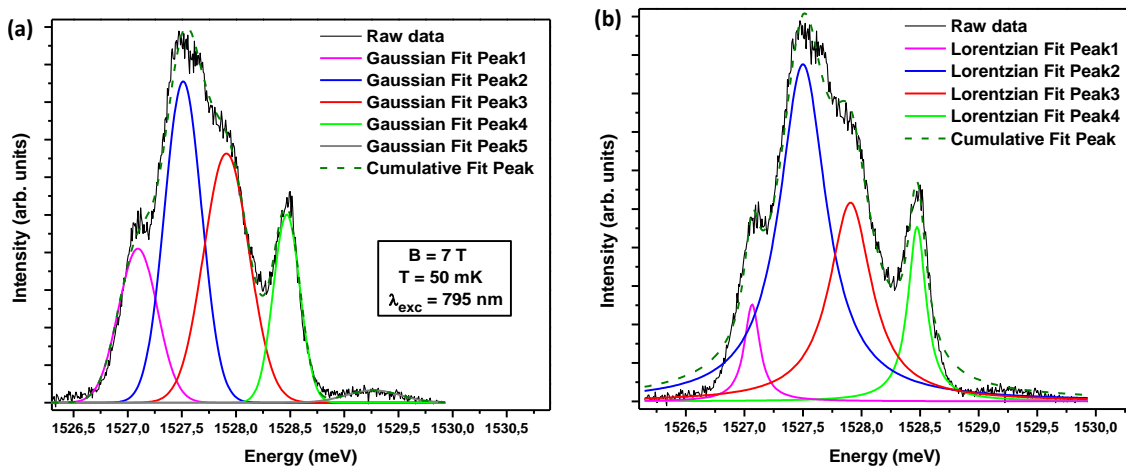 (a)
Raw data
Gaussian Fit Peak1
Gaussian Fit Peak2
Gaussian Fit Peak3
Gaussian Fit Peak4
Gaussian Fit Peak5
Cumulative Fit Peak
B = 7 T
T = 50 mK
λexc = 795 nm
Intensity (arb. units)
1526,5 1527,0 1527,5 1528,0 1528,5 1529,0 1529,5 1530,0 1530,5
Energy (meV)
(b)
Raw data
Lorentzian Fit Peak1
Lorentzian Fit Peak2
Lorentzian Fit Peak3
Lorentzian Fit Peak4
Cumulative Fit Peak
Intensity (arb. units)
1526,5 1527,0 1527,5 1528,0 1528,5 1529,0 1529,5 1530,0
Energy (meV)